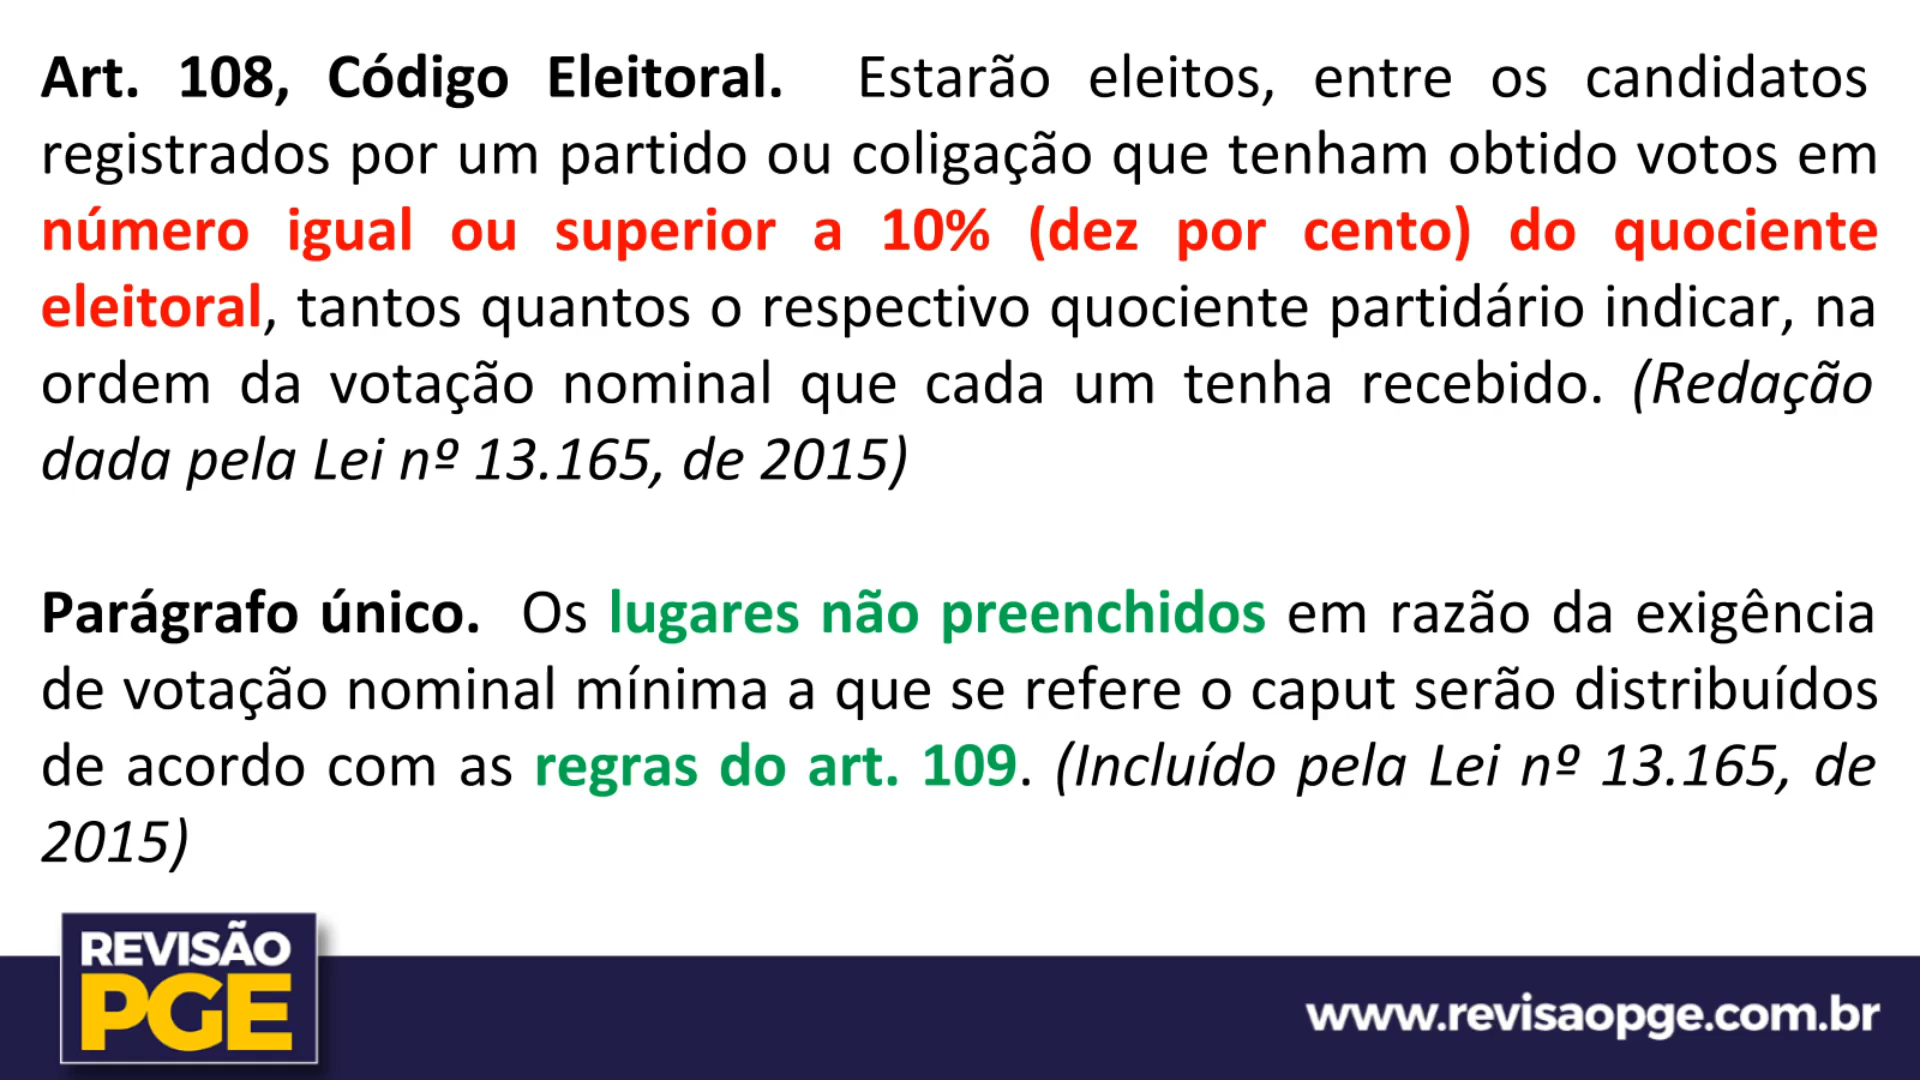 Art. 108, Código Eleitoral. Estarão eleitos, entre os candidatos
registrados por um partido ou coligação que tenham obtido votos em
número igual ou superior a 10% (dez por cento) do quociente
eleitoral, tantos quantos o respectivo quociente partidário indicar, na
ordem da votação nominal que cada um tenha recebido. (Redação
dada pela Lei nº 13.165, de 2015)
Parágrafo único. Os lugares não preenchidos em razão da exigência
de votação nominal mínima a que se refere o caput serão distribuídos
de acordo com as regras do art. 109. (Incluído pela Lei nº 13.165, de
2015)
REVISÃO
PGE
www.revisaopge.com.br